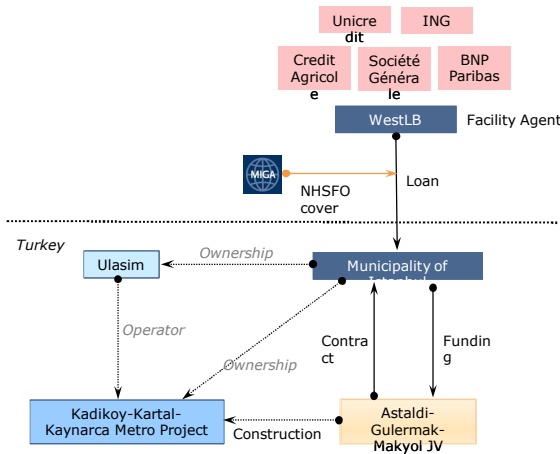 Unicre
dit
ING
Credit
Agricol
e
Société
Généra
le
BNP
Paribas
WestLB
Facility Agent
MIGA
NHSFO
cover
Loan
Turkey
Ulasim
Ownership
Municipality of
Operator
Ownership
Contra
ct
Fundin
g
Kadikoy-Kartal-
Kaynarca Metro Project
Construction
Astaldi-
Gulermak-
Makyol JV